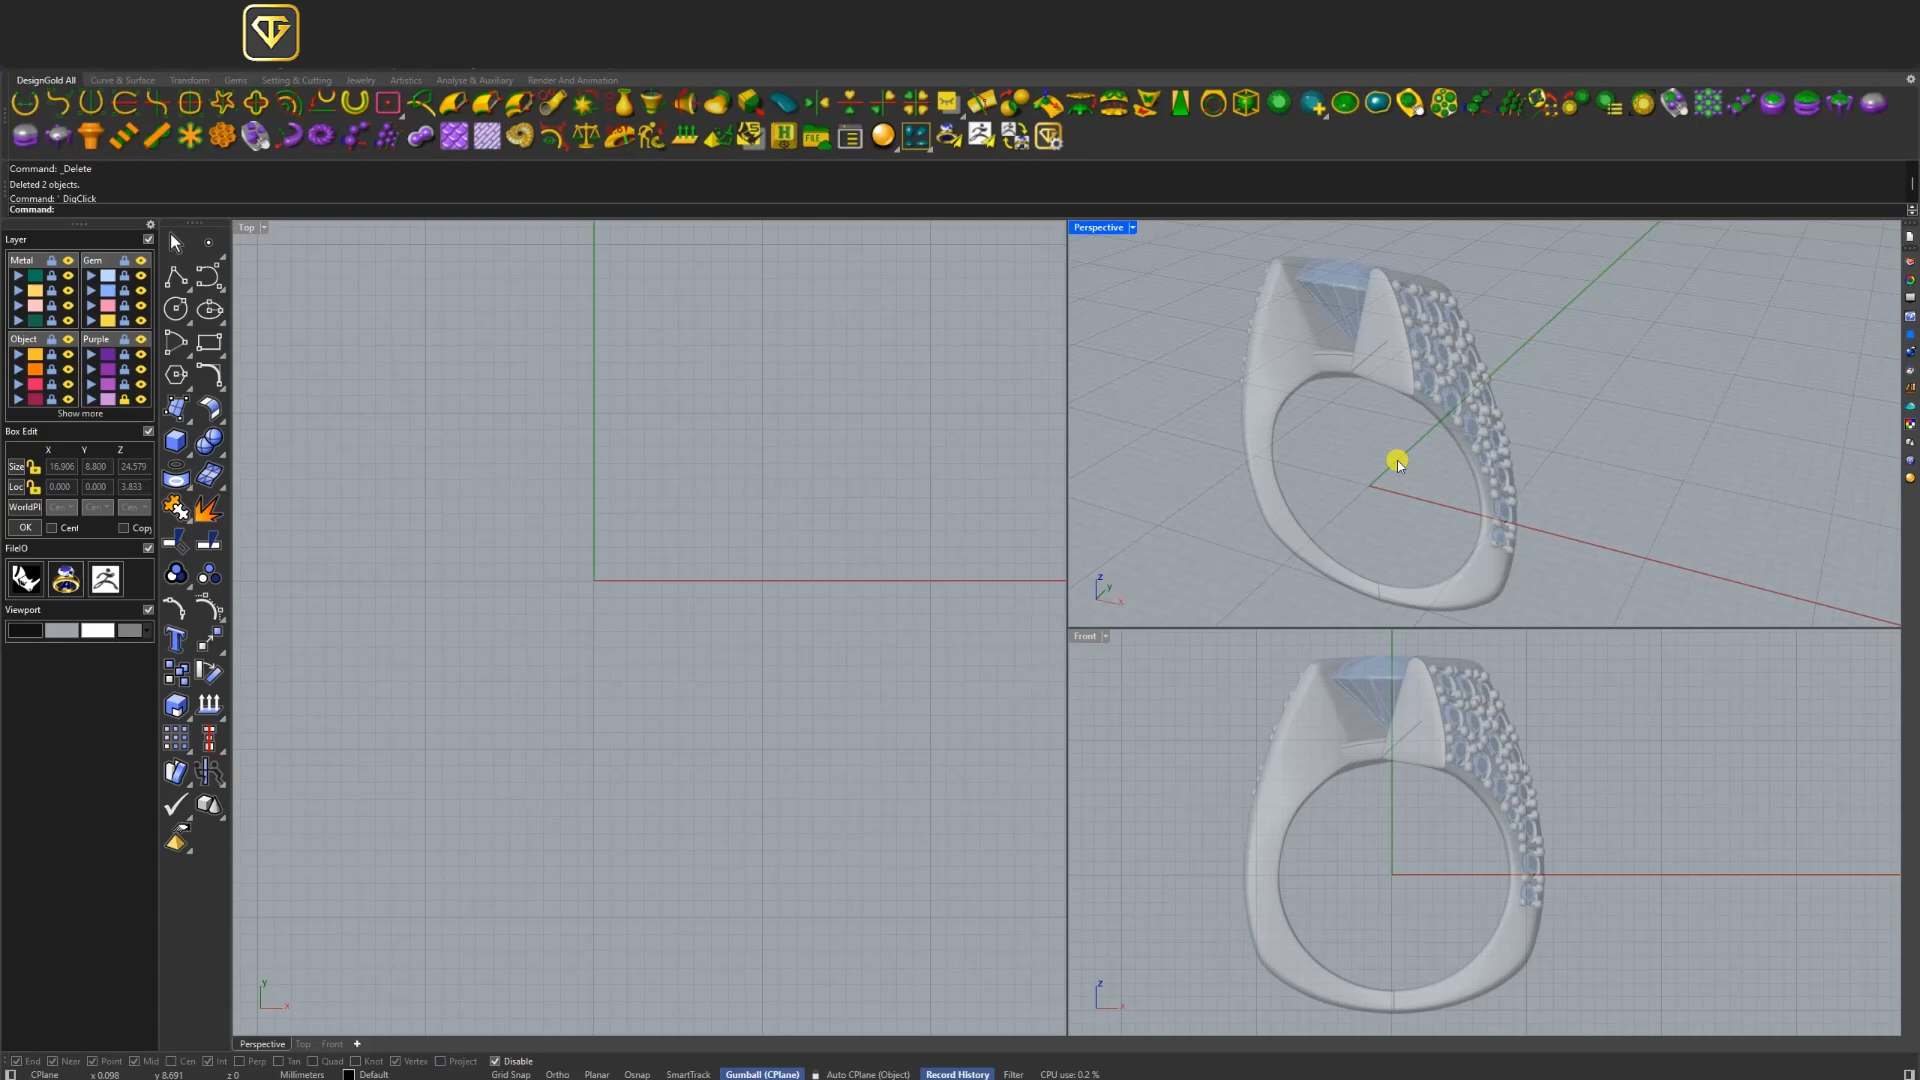 DesignGold All Curve & Surface Transform Gems Setting & Cutting Jewelry Artistics Analyse & Auxiliary Render And Animation
H FILE
Command: _Delete
Deleted 2 objects.
Command: '_DigClick
Command:
Layer
Metal Gem
Object Purple
Show more
Box Edit
X Y Z
Size 16.906 8.800 24.579
Loc 0.000 0.000 3.833
WorldPl Cen Cen Cen
OK Cent Copy
FileIO
Viewport
T
Top
y
x
Perspective
z
y
x
Front
z
x
Perspective Top Front
End Near Point Mid Cen Int Perp Tan Quad Knot Vertex Project Disable
CPlane x 0.098 y 8.691 z 0 Millimeters Default Grid Snap Ortho Planar Osnap SmartTrack Gumball (CPlane) Auto CPlane (Object) Record History Filter CPU use: 0.2 %